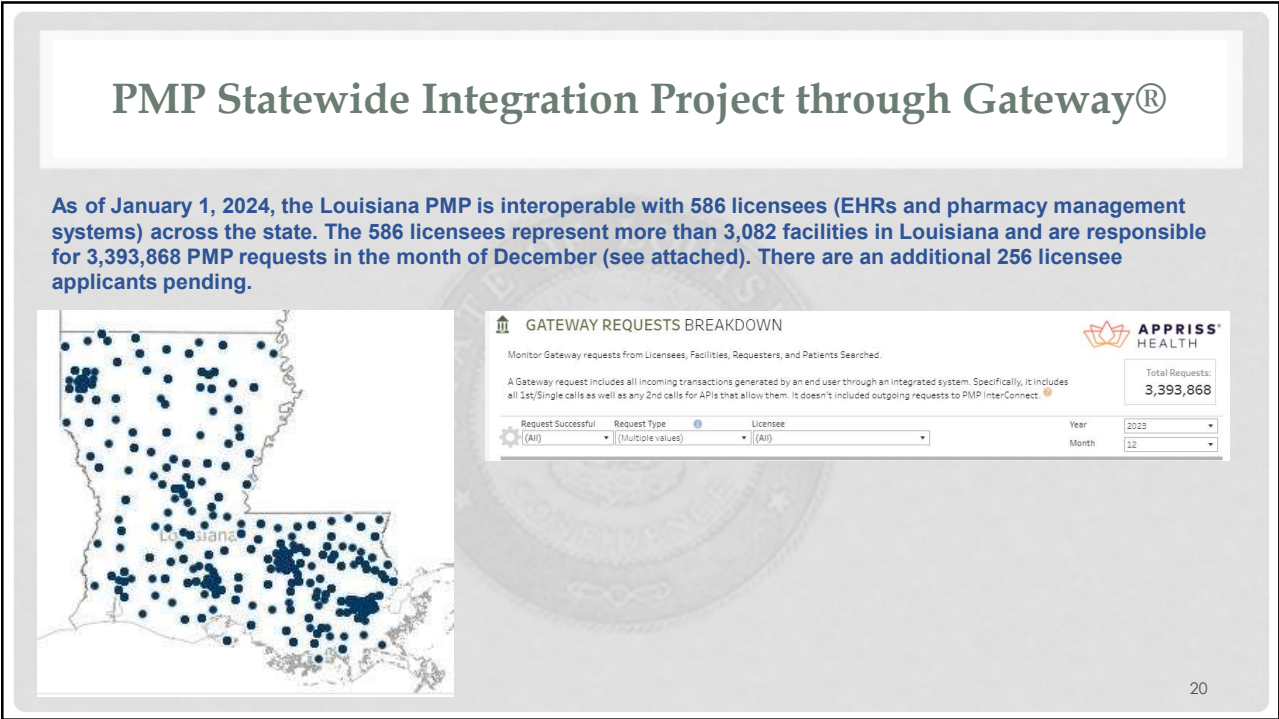 PMP Statewide Integration Project through Gateway®
As of January 1, 2024, the Louisiana PMP is interoperable with 586 licensees (EHRs and pharmacy management
systems) across the state. The 586 licensees represent more than 3,082 facilities in Louisiana and are responsible
for 3,393,868 PMP requests in the month of December (see attached). There are an additional 256 licensee
applicants pending.
GATEWAY REQUESTS BREAKDOWN
APPRISS
HEALTH
Monitor Gateway requests from Licensees, Facilities, Requesters, and Patients Searched.
A Gateway request includes all incoming transactions generated by an end user through an integrated system. Specifically, it includes
all 1st/Single calls as well as any 2nd calls for APIs that allow them. It doesn't included outgoing requests to PMP InterConnect.
Total Requests:
3,393,868
Request Successful Request Type Licensee
(All) (Multiple values) (All)
Year 2023
Month 12
Louisiana
20